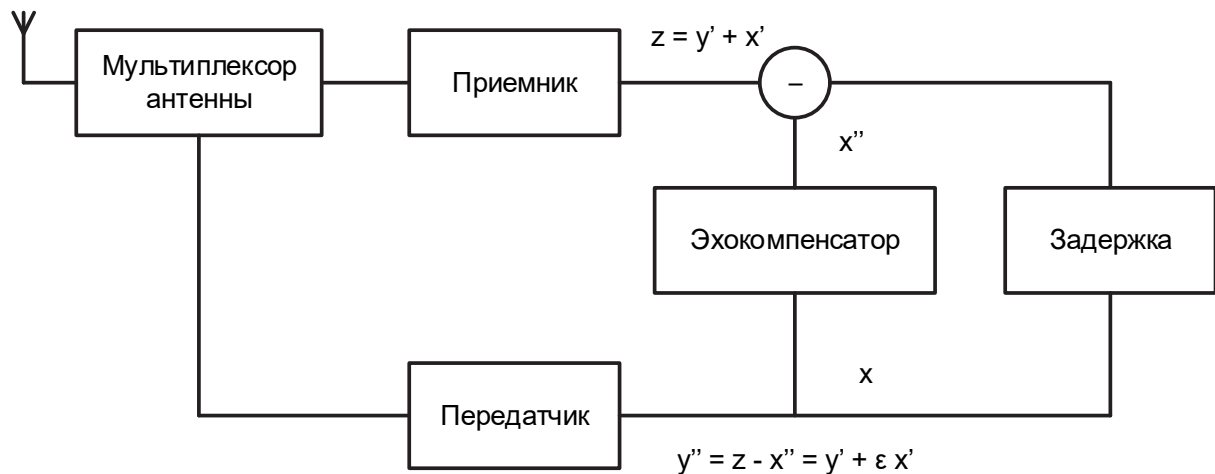 z = y’ + x’
Мультиплексор
антенны
Приемник
–
x’’
Эхокомпенсатор
Задержка
x
Передатчик
y’’ = z - x’’ = y’ + ε x’